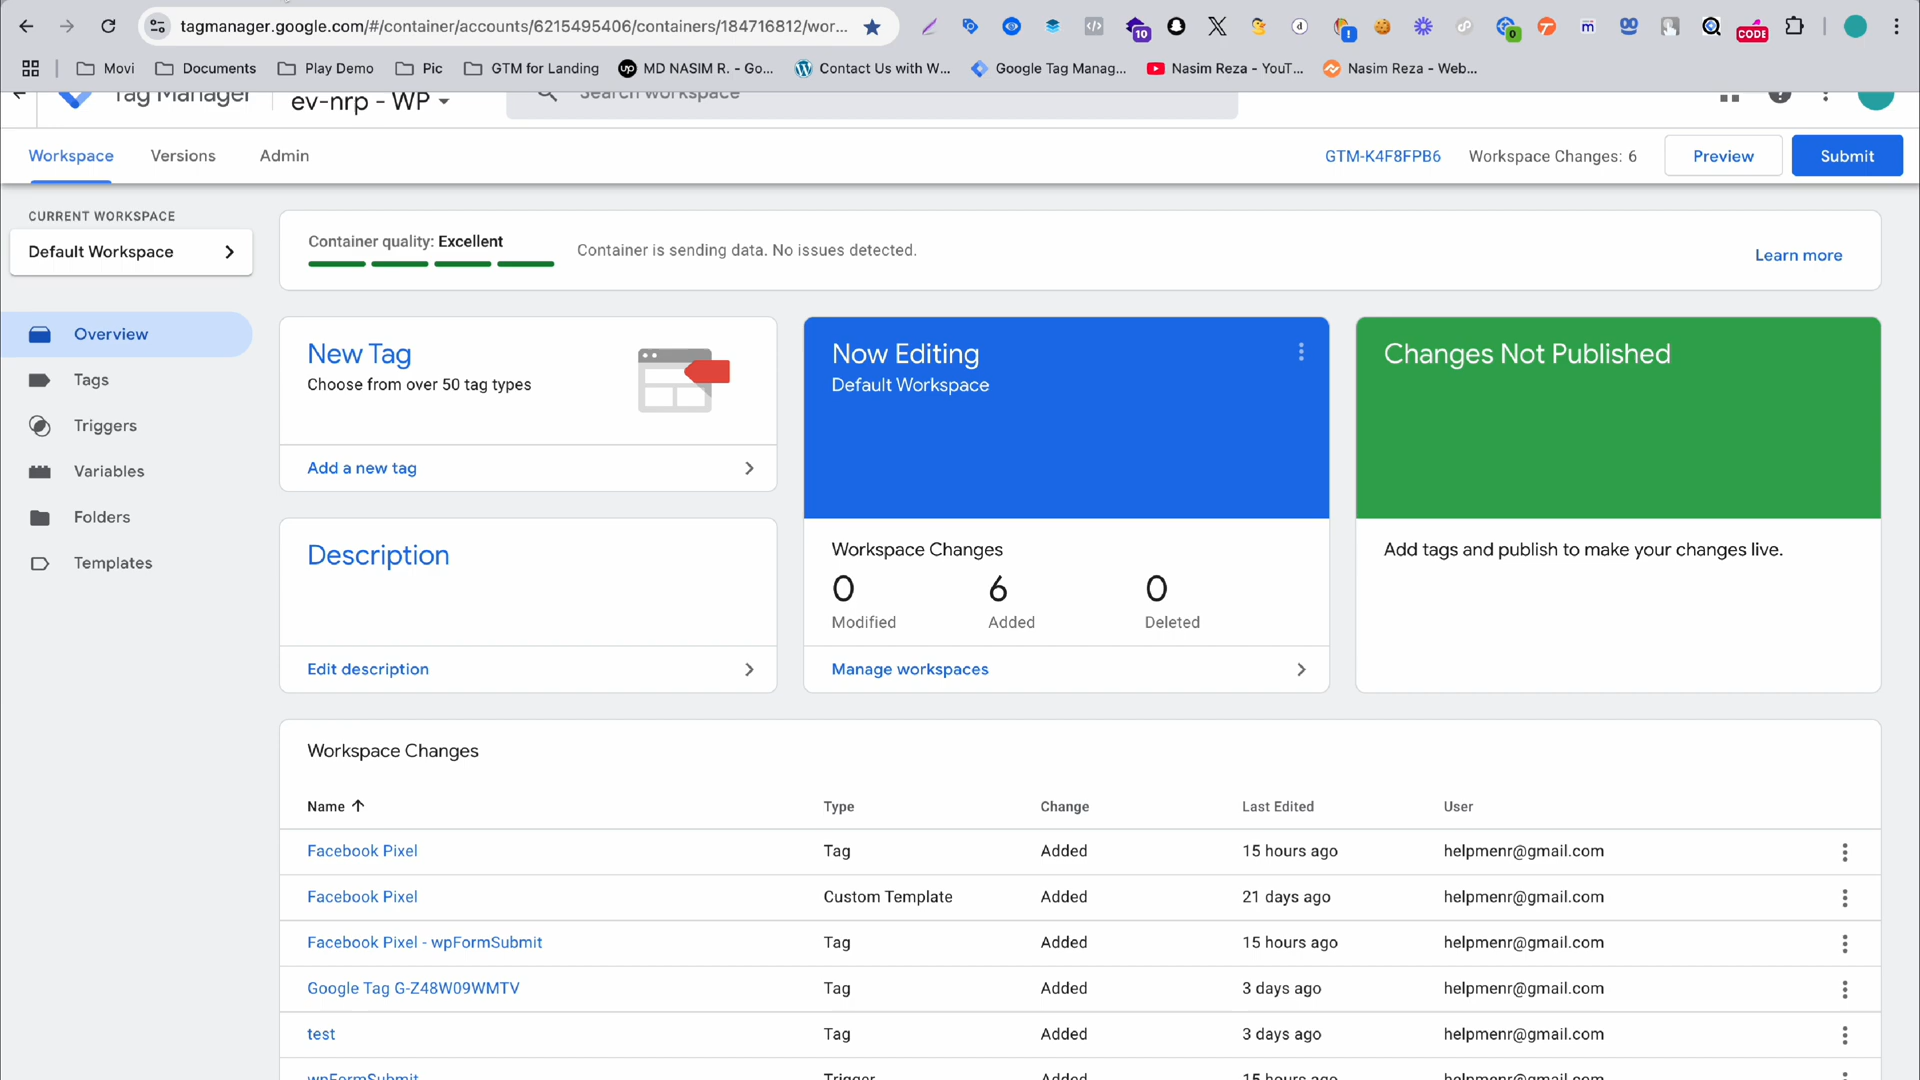 tagmanager.google.com/#/container/accounts/6215495406/containers/184716812/wor...
10
d
!
0
m
CODE
Movi
Documents
Play Demo
Pic
GTM for Landing
up MD NASIM R. - Go...
Contact Us with W...
Google Tag Manag...
Nasim Reza - YouT...
Nasim Reza - Web...
Tag Manager
ev-nrp - WP
Search workspace
Workspace
Versions
Admin
GTM-K4F8FPB6
Workspace Changes: 6
Preview
Submit
CURRENT WORKSPACE
Default Workspace
Overview
Tags
Triggers
Variables
Folders
Templates
Container quality: Excellent
Container is sending data. No issues detected.
Learn more
New Tag
Choose from over 50 tag types
Add a new tag
Description
Edit description
Now Editing
Default Workspace
Workspace Changes
0 6 0
Modified Added Deleted
Manage workspaces
Changes Not Published
Add tags and publish to make your changes live.
Workspace Changes
Name Type Change Last Edited User
Facebook Pixel Tag Added 15 hours ago helpmenr@gmail.com
Facebook Pixel Custom Template Added 21 days ago helpmenr@gmail.com
Facebook Pixel - wpFormSubmit Tag Added 15 hours ago helpmenr@gmail.com
Google Tag G-Z48W09WMTV Tag Added 3 days ago helpmenr@gmail.com
test Tag Added 3 days ago helpmenr@gmail.com
wpFormSubmit Trigger Added 15 hours ago helpmenr@gmail.com